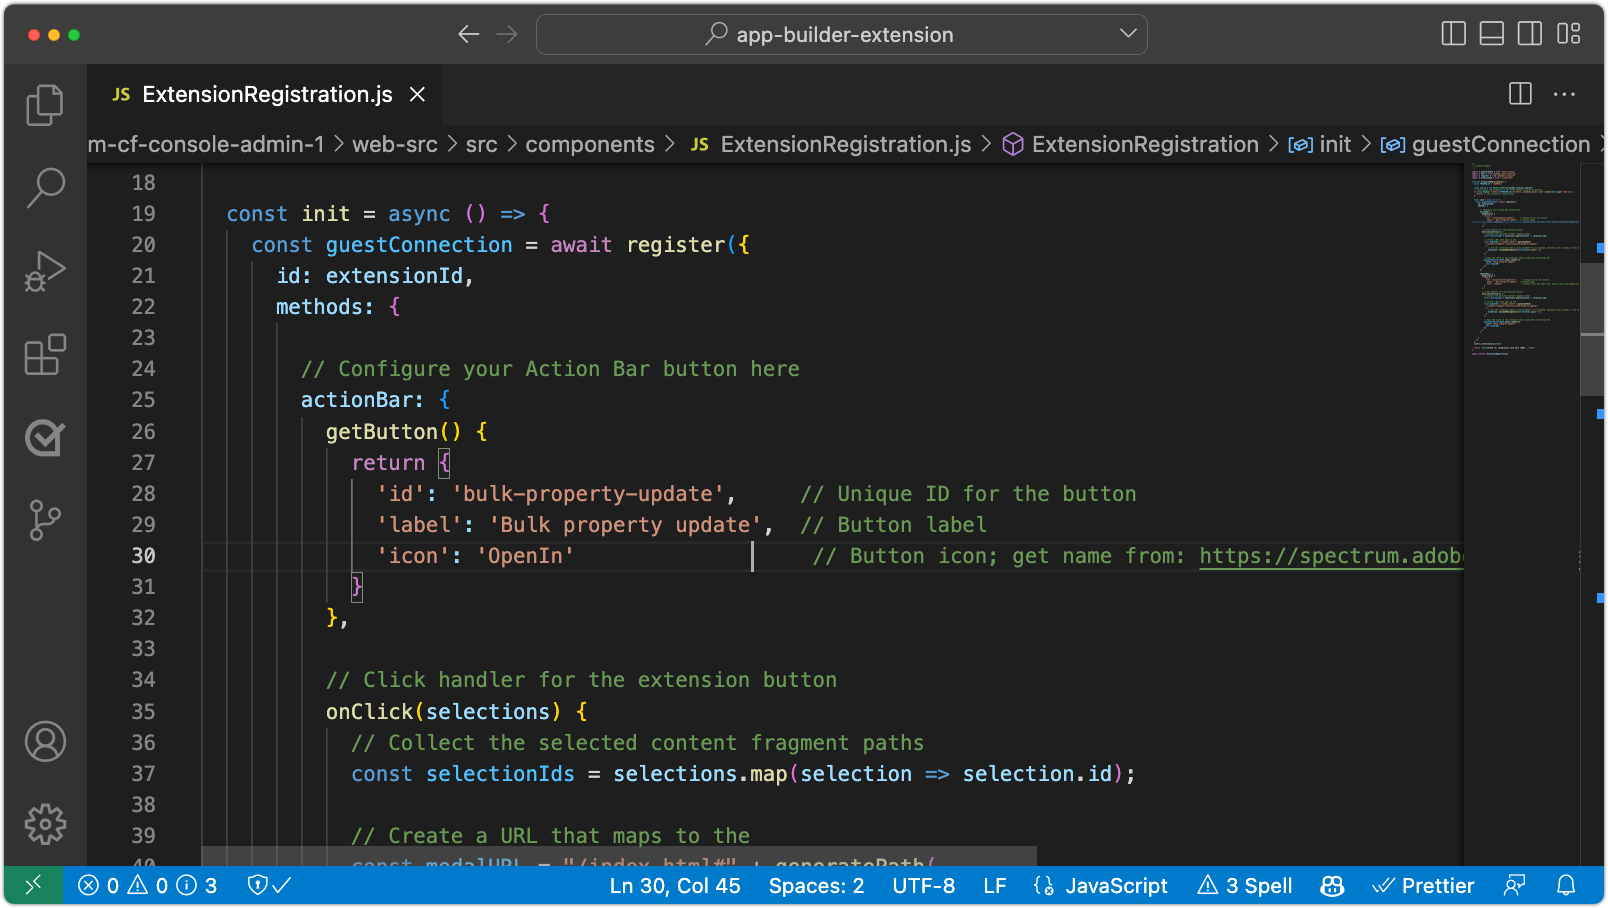 app-builder-extension
JS ExtensionRegistration.js
m-cf-console-admin-1 > web-src > src > components > JS ExtensionRegistration.js > ExtensionRegistration > init > guestConnection
18
19 const init = async () => {
20 const guestConnection = await register({
21 id: extensionId,
22 methods: {
23
24 // Configure your Action Bar button here
25 actionBar: {
26 getButton() {
27 return {
28 'id': 'bulk-property-update', // Unique ID for the button
29 'label': 'Bulk property update', // Button label
30 'icon': 'OpenIn' // Button icon; get name from: https://spectrum.adob
31 }
32 },
33
34 // Click handler for the extension button
35 onClick(selections) {
36 // Collect the selected content fragment paths
37 const selectionIds = selections.map(selection => selection.id);
38
39 // Create a URL that maps to the
40 const modalURL = "/index.html#" + generatePath(
0 0 3 Ln 30, Col 45 Spaces: 2 UTF-8 LF JavaScript 3 Spell Prettier